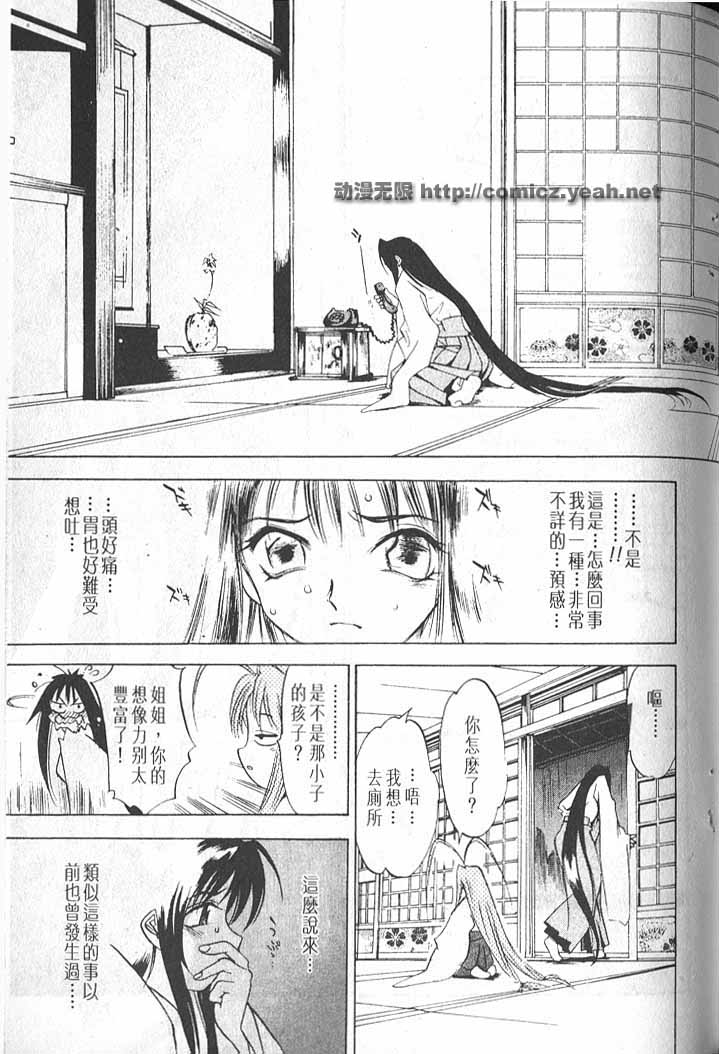 动漫无限 http://comicz.yeah.net
………不是
………!!
這是…怎麼回事
我有一種…非常
不詳的…預感…
…頭好痛…
…胃也好難受
想吐…
嘔……
你怎麼了？
…唔
我想…
去廁所
………
是不是那小子
的孩子？
姐姐，你的
想像力別太
豐富了！
這麼說來…
類似這樣的事以
前也曾發生過……